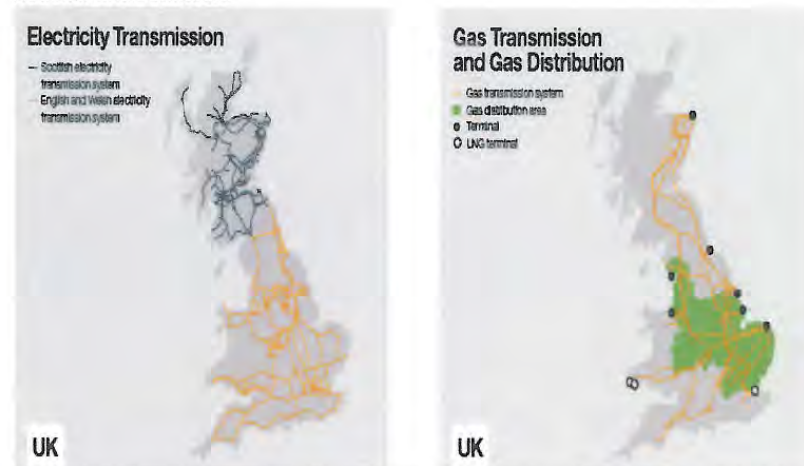 Electricity Transmission
Scottish electricity
transmission system
English and Welsh electricity
transmission system
UK
Gas Transmission
and Gas Distribution
Gas transmission system
Gas distribution area
Terminal
LNG terminal
UK